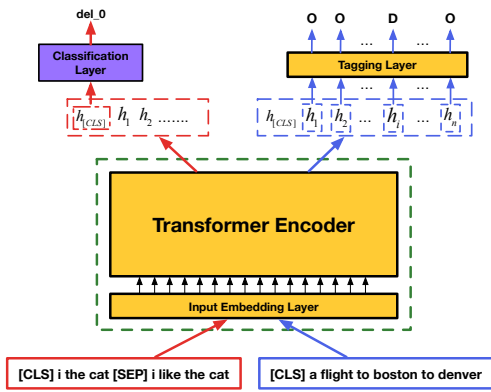 del_0
O O ... D ... O
Classification Layer
Tagging Layer
... ...
h[CLS] h1 h2 .......
h[CLS] h1 h2 ... hi ... hn
Transformer Encoder
Input Embedding Layer
[CLS] i the cat [SEP] i like the cat
[CLS] a flight to boston to denver